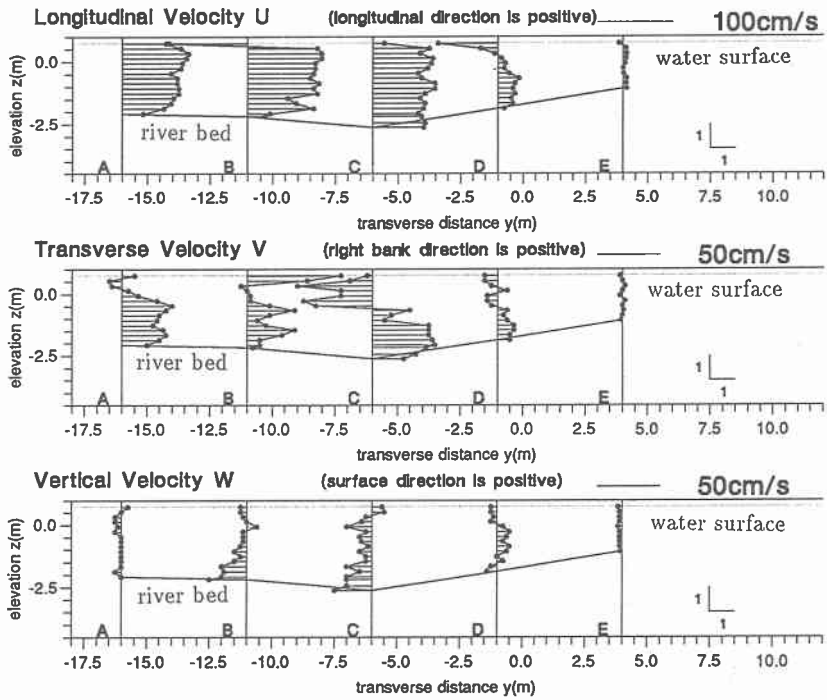 Longitudinal Velocity U (longitudinal direction is positive) 100cm/s
elevation z(m)
0.0
-2.5
water surface
river bed
1
1
A B C D E
-17.5 -15.0 -12.5 -10.0 -7.5 -5.0 -2.5 0.0 2.5 5.0 7.5 10.0
transverse distance y(m)
Transverse Velocity V (right bank direction is positive) 50cm/s
elevation z(m)
0.0
-2.5
water surface
river bed
1
1
A B C D E
-17.5 -15.0 -12.5 -10.0 -7.5 -5.0 -2.5 0.0 2.5 5.0 7.5 10.0
transverse distance y(m)
Vertical Velocity W (surface direction is positive) 50cm/s
elevation z(m)
0.0
-2.5
water surface
river bed
1
1
A B C D E
-17.5 -15.0 -12.5 -10.0 -7.5 -5.0 -2.5 0.0 2.5 5.0 7.5 10.0
transverse distance y(m)